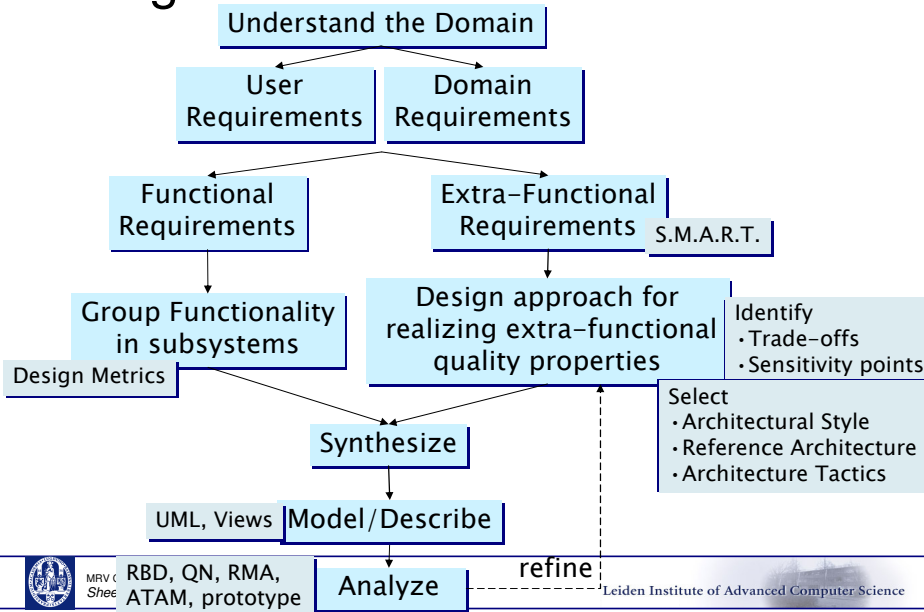 Understand the Domain
User
Requirements
Domain
Requirements
Functional
Requirements
Extra-Functional
Requirements
S.M.A.R.T.
Group Functionality
in subsystems
Design Metrics
Design approach for
realizing extra-functional
quality properties
Identify
• Trade-offs
• Sensitivity points
Select
• Architectural Style
• Reference Architecture
• Architecture Tactics
Synthesize
UML, Views
Model/Describe
RBD, QN, RMA,
ATAM, prototype
Analyze
refine
MRV
Leiden Institute of Advanced Computer Science